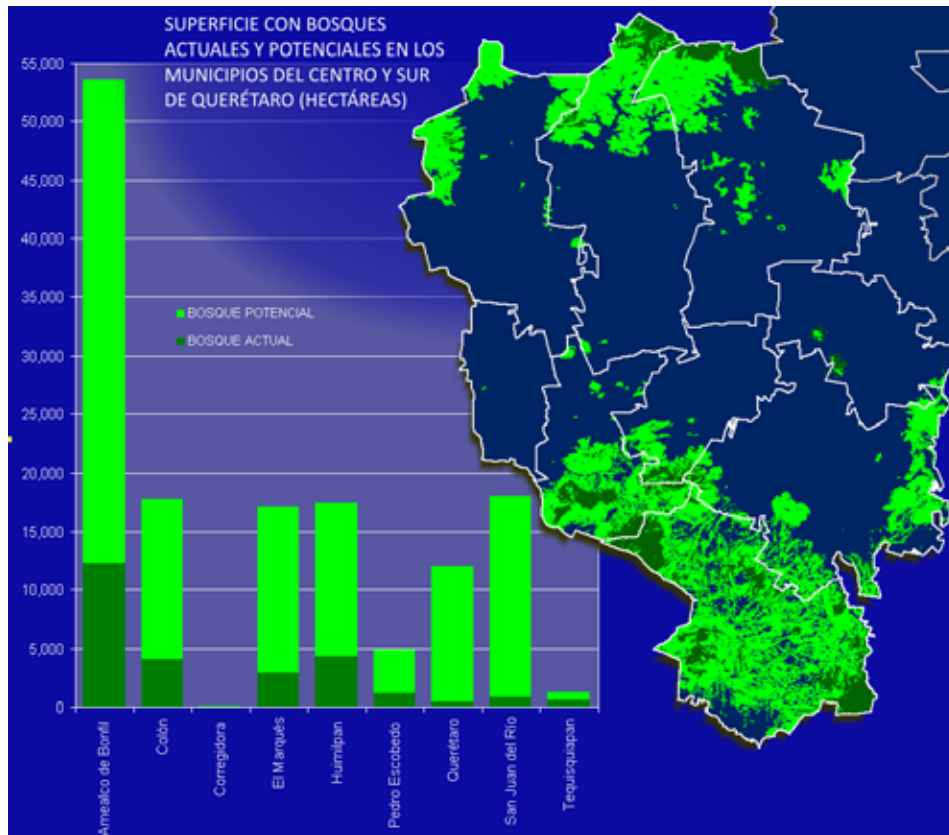 SUPERFICIE CON BOSQUES
ACTUALES Y POTENCIALES EN LOS
MUNICIPIOS DEL CENTRO Y SUR
DE QUERÉTARO (HECTÁREAS)
55,000
50,000
45,000
40,000
35,000
30,000
25,000
20,000
15,000
10,000
5,000
0
BOSQUE POTENCIAL
BOSQUE ACTUAL
Amealco de Bonfil
Colón
Corregidora
El Marqués
Huimilpan
Pedro Escobedo
Querétaro
San Juan del Río
Tequisquiapan